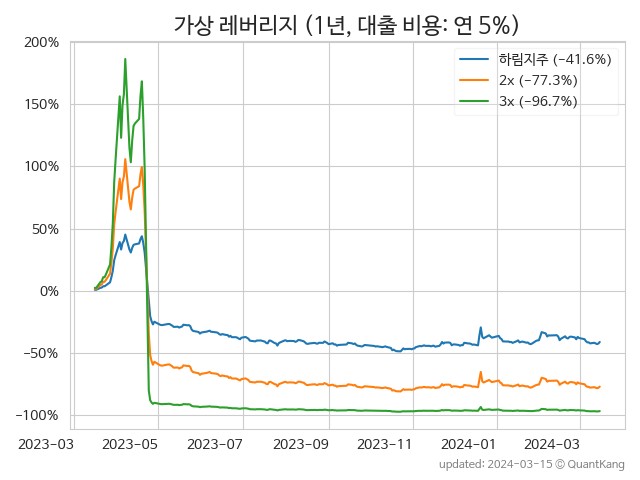 가상 레버리지 (1년, 대출 비용: 연 5%)
200%
150%
100%
50%
0%
−50%
−100%
하림지주 (−41.6%)
2x (−77.3%)
3x (−96.7%)
2023-03 2023-05 2023-07 2023-09 2023-11 2024-01 2024-03
updated: 2024-03-15 © QuantKang